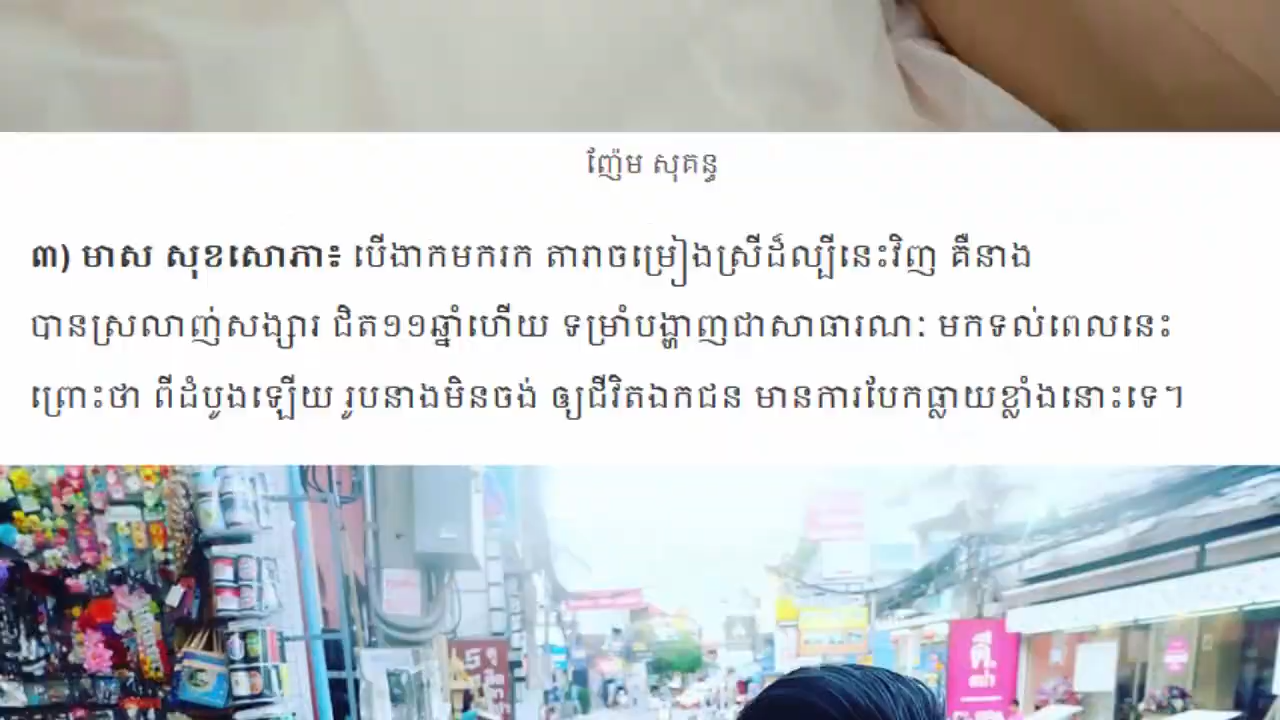 ញ៉ែម សុគន្ធ
៣) មាស សុខសោភា៖ បើងាកមករក តារាចម្រៀងស្រីដ៏ល្បីនេះវិញ គឺនាង
បានស្រលាញ់សង្សារ ជិត១១ឆ្នាំហើយ ទម្រាំបង្ហាញជាសាធារណៈ មកទល់ពេលនេះ
ព្រោះថា ពីដំបូងឡើយ រូបនាងមិនចង់ ឲ្យជីវិតឯកជន មានការបែកធ្លាយខ្លាំងនោះទេ។